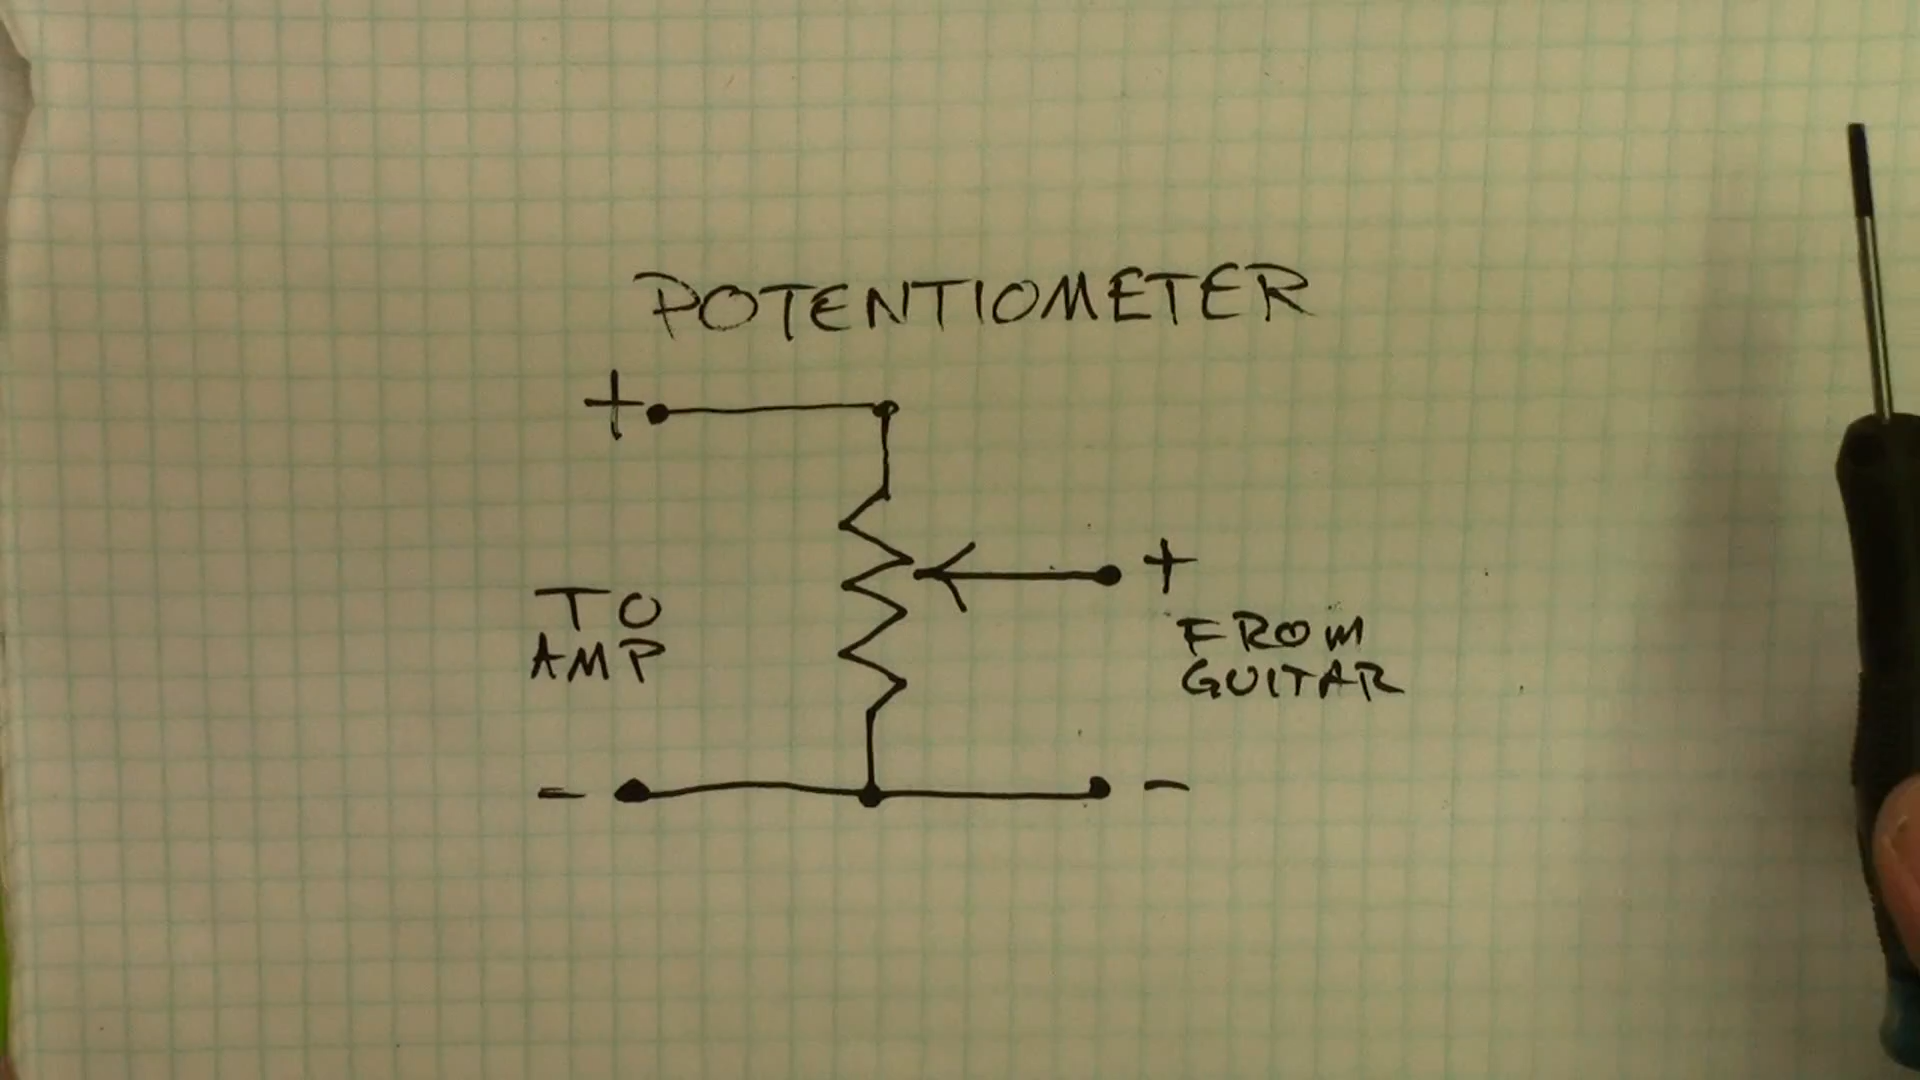 POTENTIOMETER
+
+
TO
AMP
FROM
GUITAR
-
-